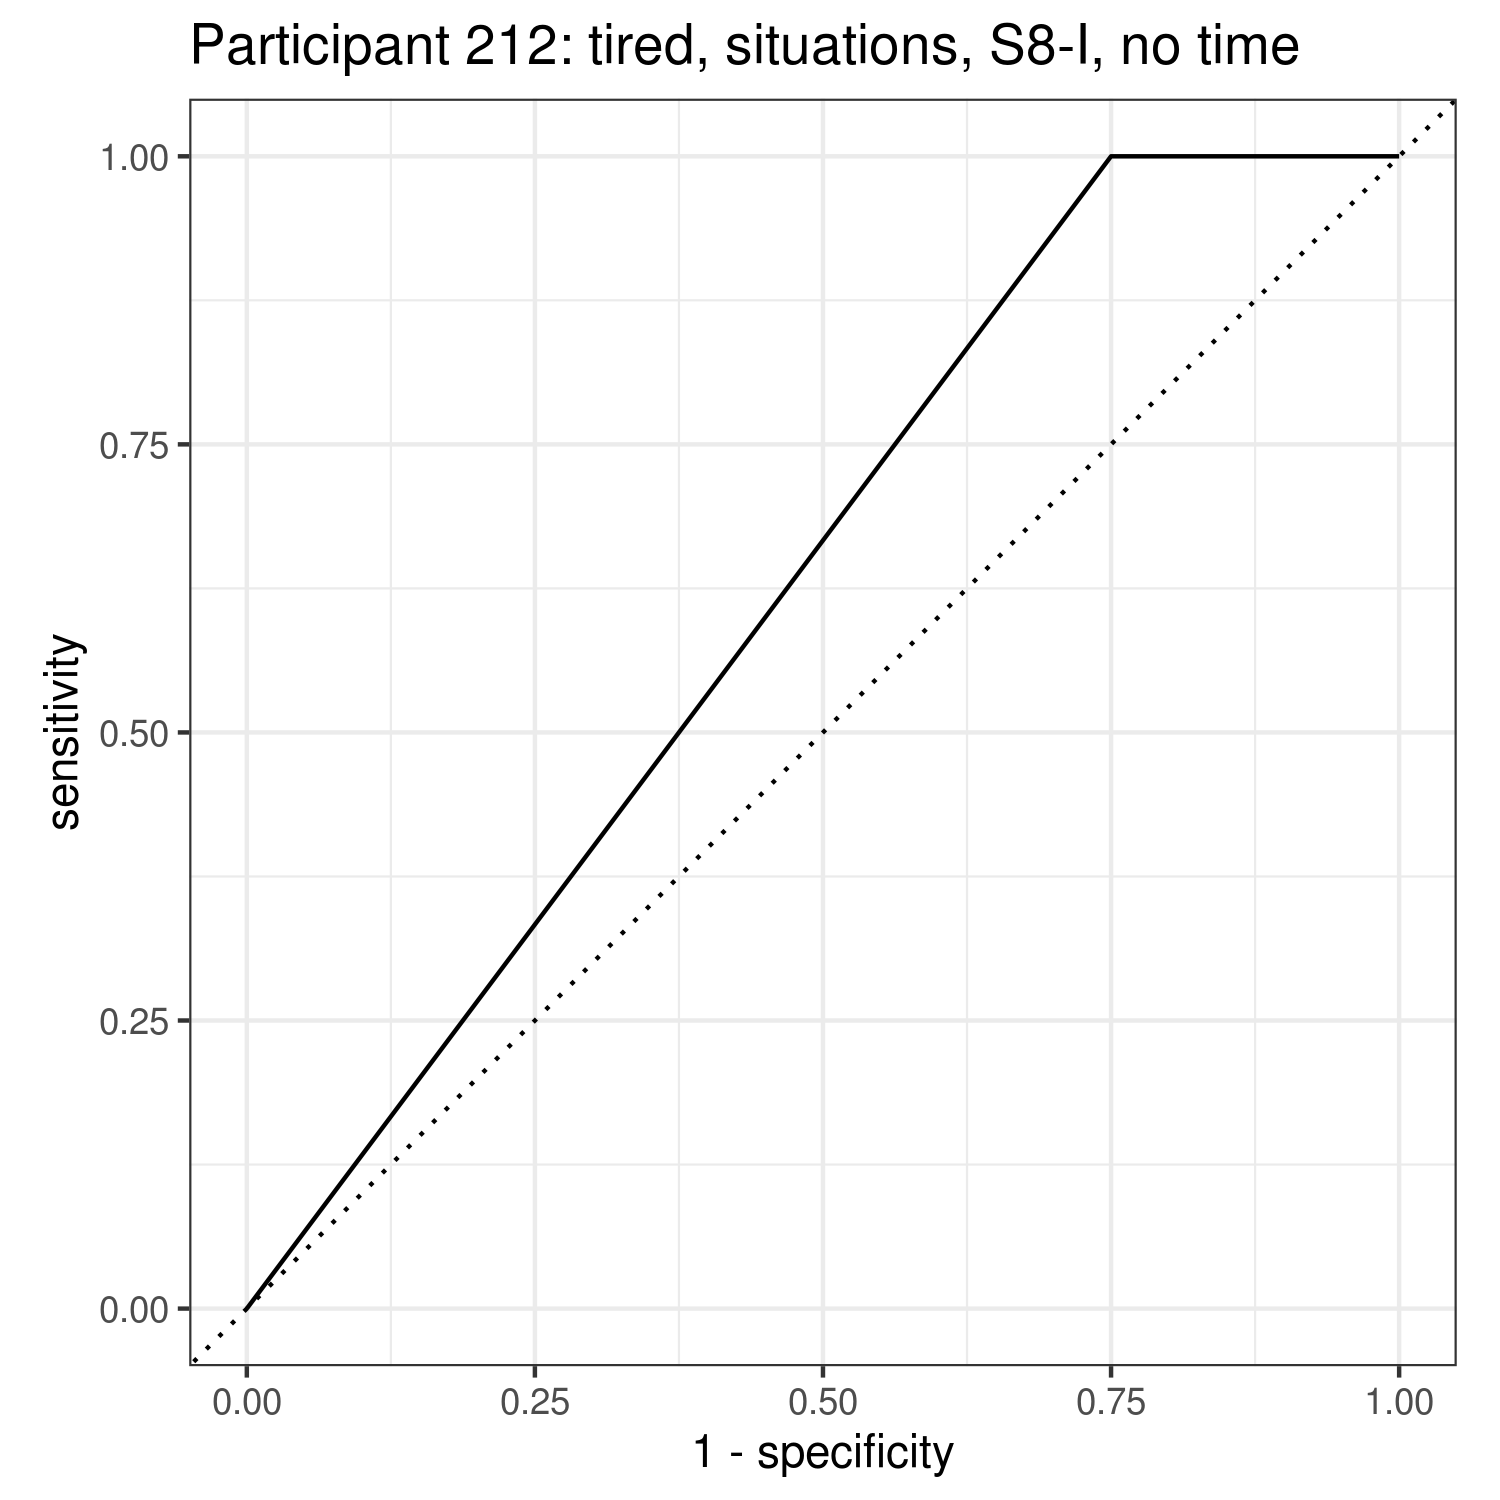 Participant 212: tired, situations, S8-I, no time
1.00
0.75
0.50
0.25
0.00
sensitivity
0.00 0.25 0.50 0.75 1.00
1 - specificity